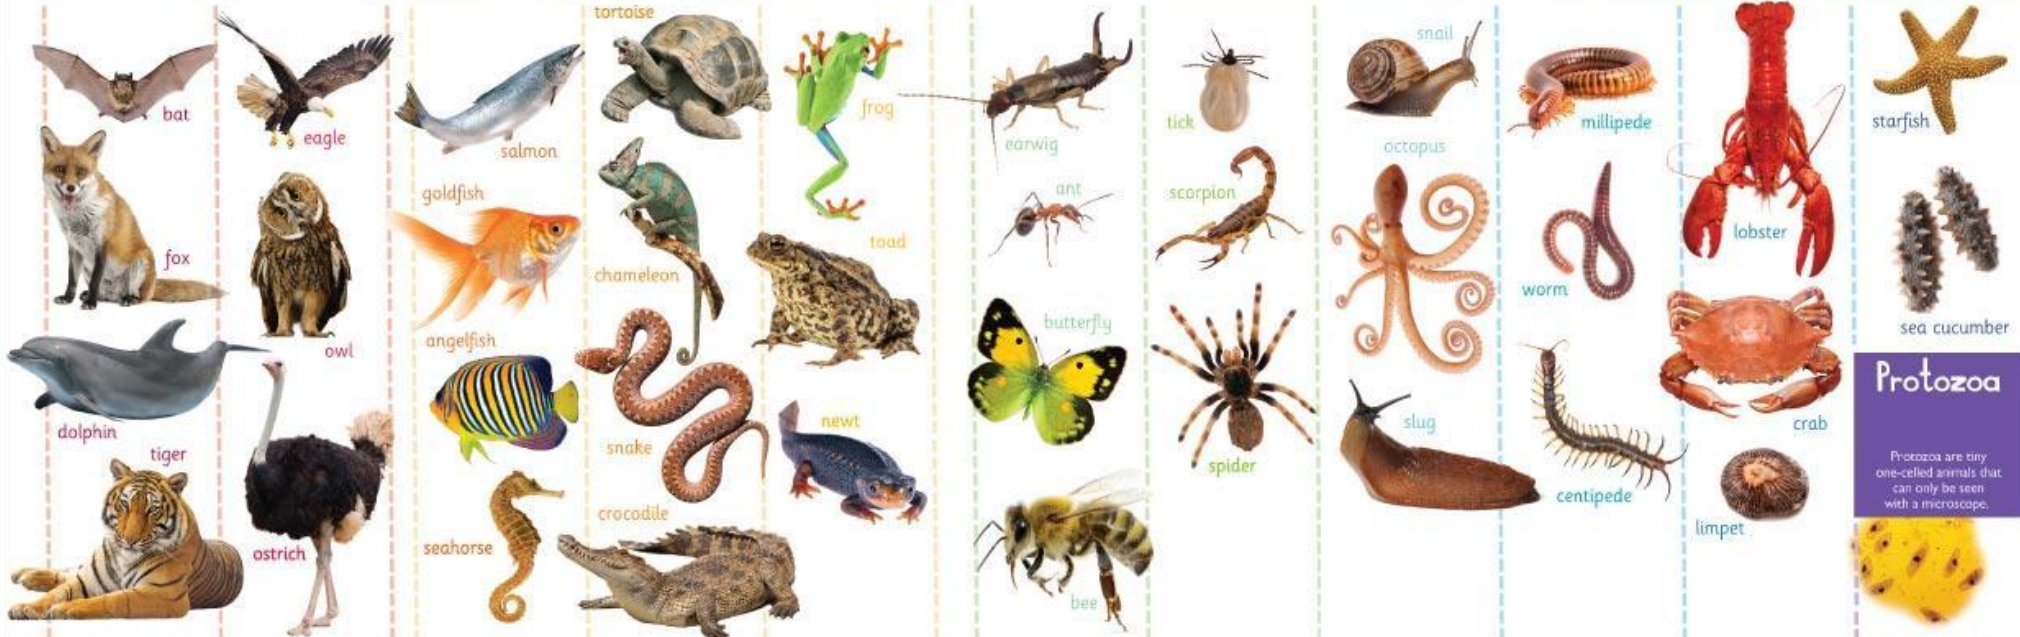 bat
fox
dolphin
tiger
eagle
owl
ostrich
salmon
goldfish
angelfish
seahorse
tortoise
chameleon
snake
crocodile
frog
toad
newt
earwig
ant
butterfly
bee
tick
scorpion
spider
snail
octopus
slug
millipede
worm
centipede
lobster
crab
limpet
starfish
sea cucumber
Protozoa
Protozoa are tiny
one-celled animals that
can only be seen
with a microscope.